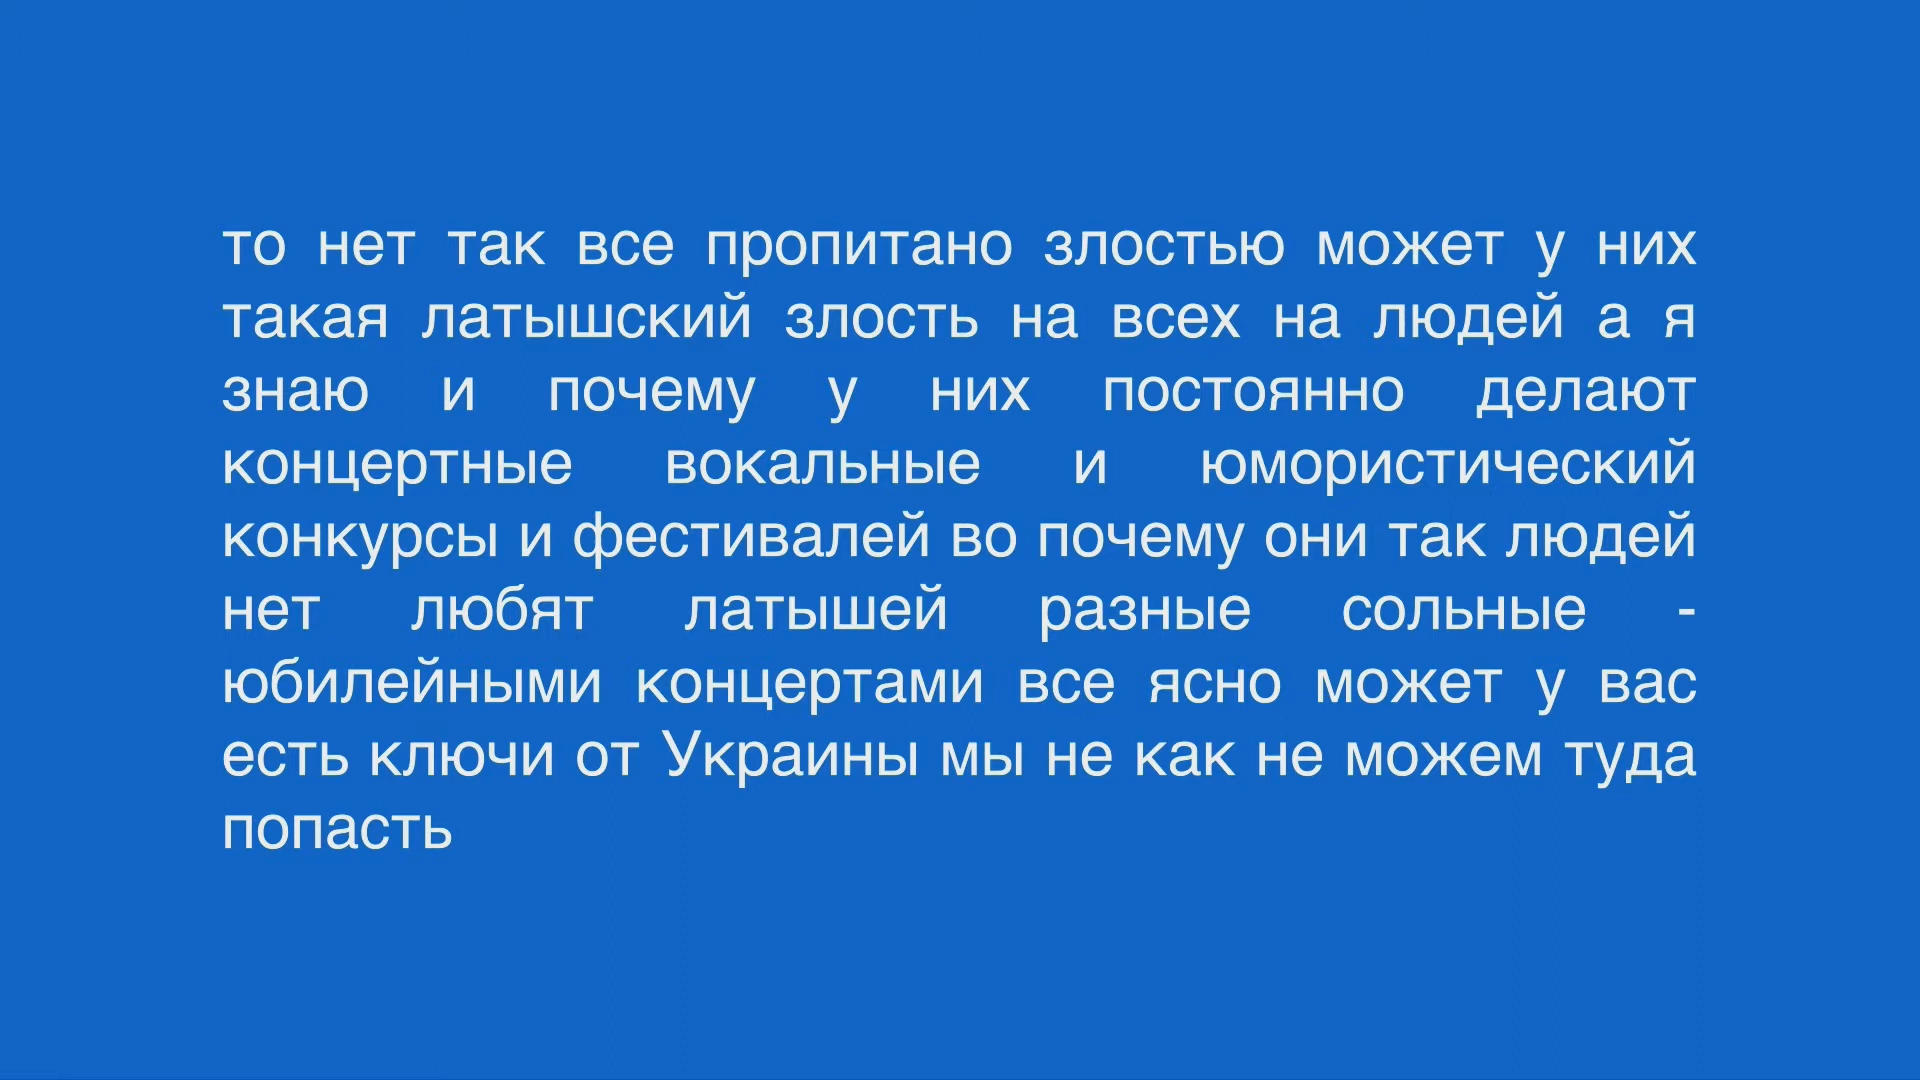 то нет так все пропитано злостью может у них
такая латышский злость на всех на людей а я
знаю и почему у них постоянно делают
концертные вокальные и юмористический
конкурсы и фестивалей во почему они так людей
нет любят латышей разные сольные -
юбилейными концертами все ясно может у вас
есть ключи от Украины мы не как не можем туда
попасть